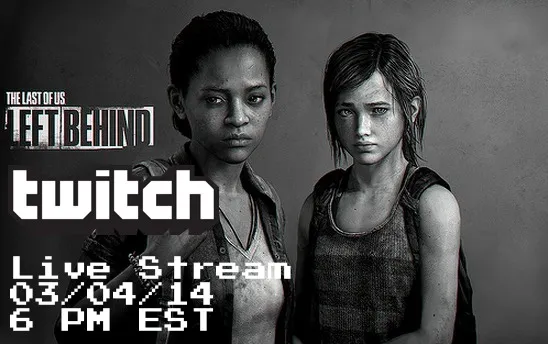 THE LAST OF US
LEFT BEHIND
twitch
Live Stream
03/04/14
6 PM EST